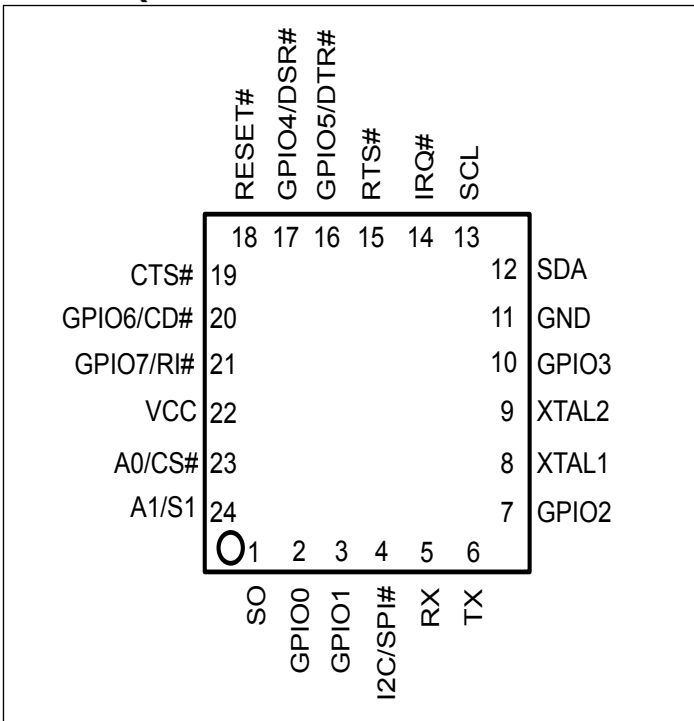 RESET#
GPIO4/DSR#
GPIO5/DTR#
RTS#
IRQ#
SCL
18 17 16 15 14 13
CTS# 19
12 SDA
GPIO6/CD# 20
11 GND
GPIO7/RI# 21
10 GPIO3
VCC 22
9 XTAL2
A0/CS# 23
8 XTAL1
A1/S1 24
7 GPIO2
1 2 3 4 5 6
SO
GPIO0
GPIO1
I2C/SPI#
RX
TX